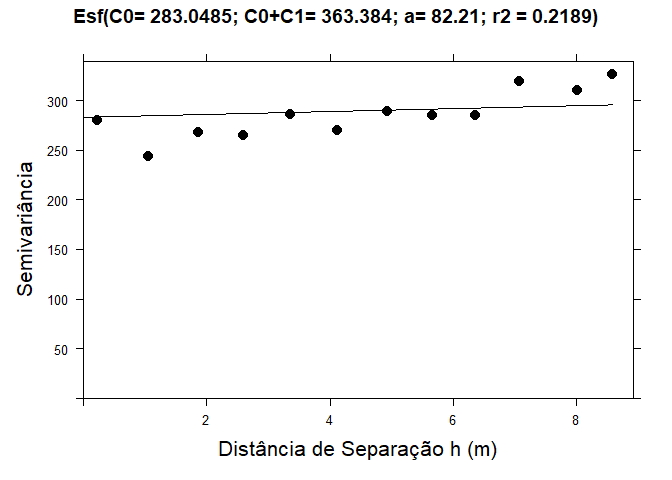 Esf(C0= 283.0485; C0+C1= 363.384; a= 82.21; r2 = 0.2189)
300
250
200
150
100
50
Semivariância
2 4 6 8
Distância de Separação h (m)